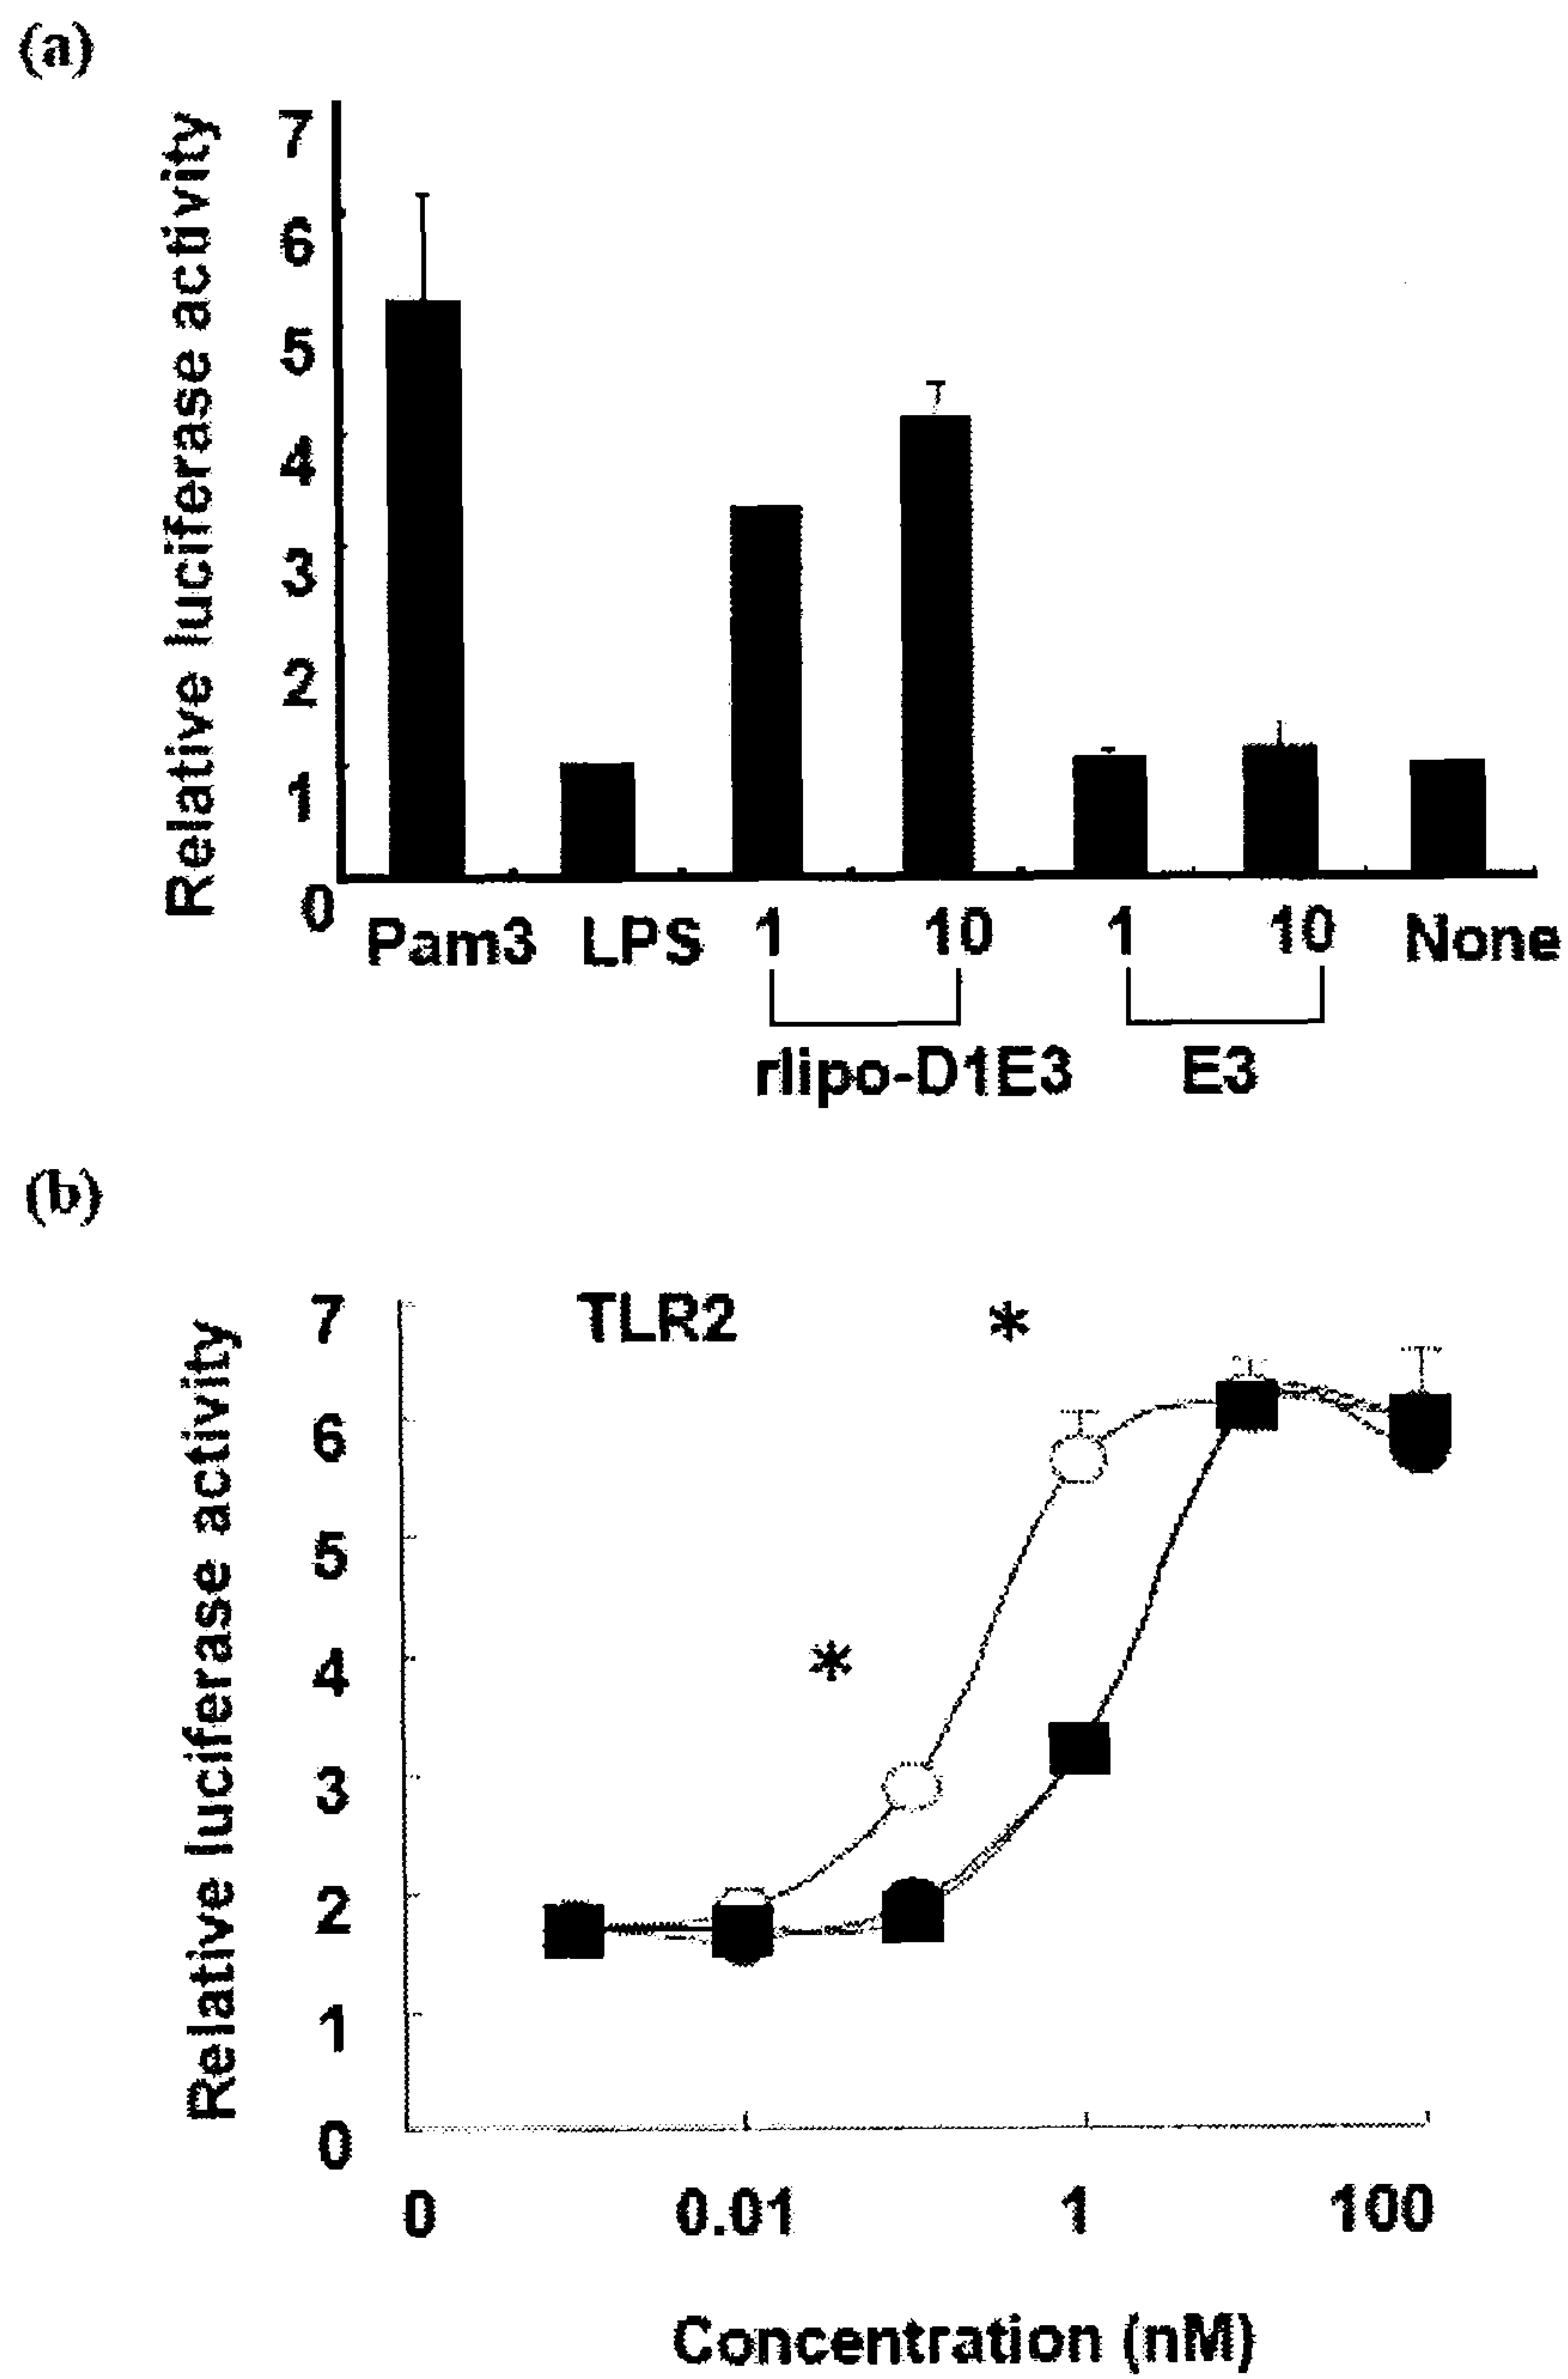 (a)
Relative luciferase activity
7
6
5
4
3
2
1
0
Pam3 LPS 1 10 1 10 None
rlipo-D1E3 E3
(b)
Relative luciferase activity
TLR2 *
*
7
6
5
4
3
2
1
0
0 0.01 1 100
Concentration (nM)